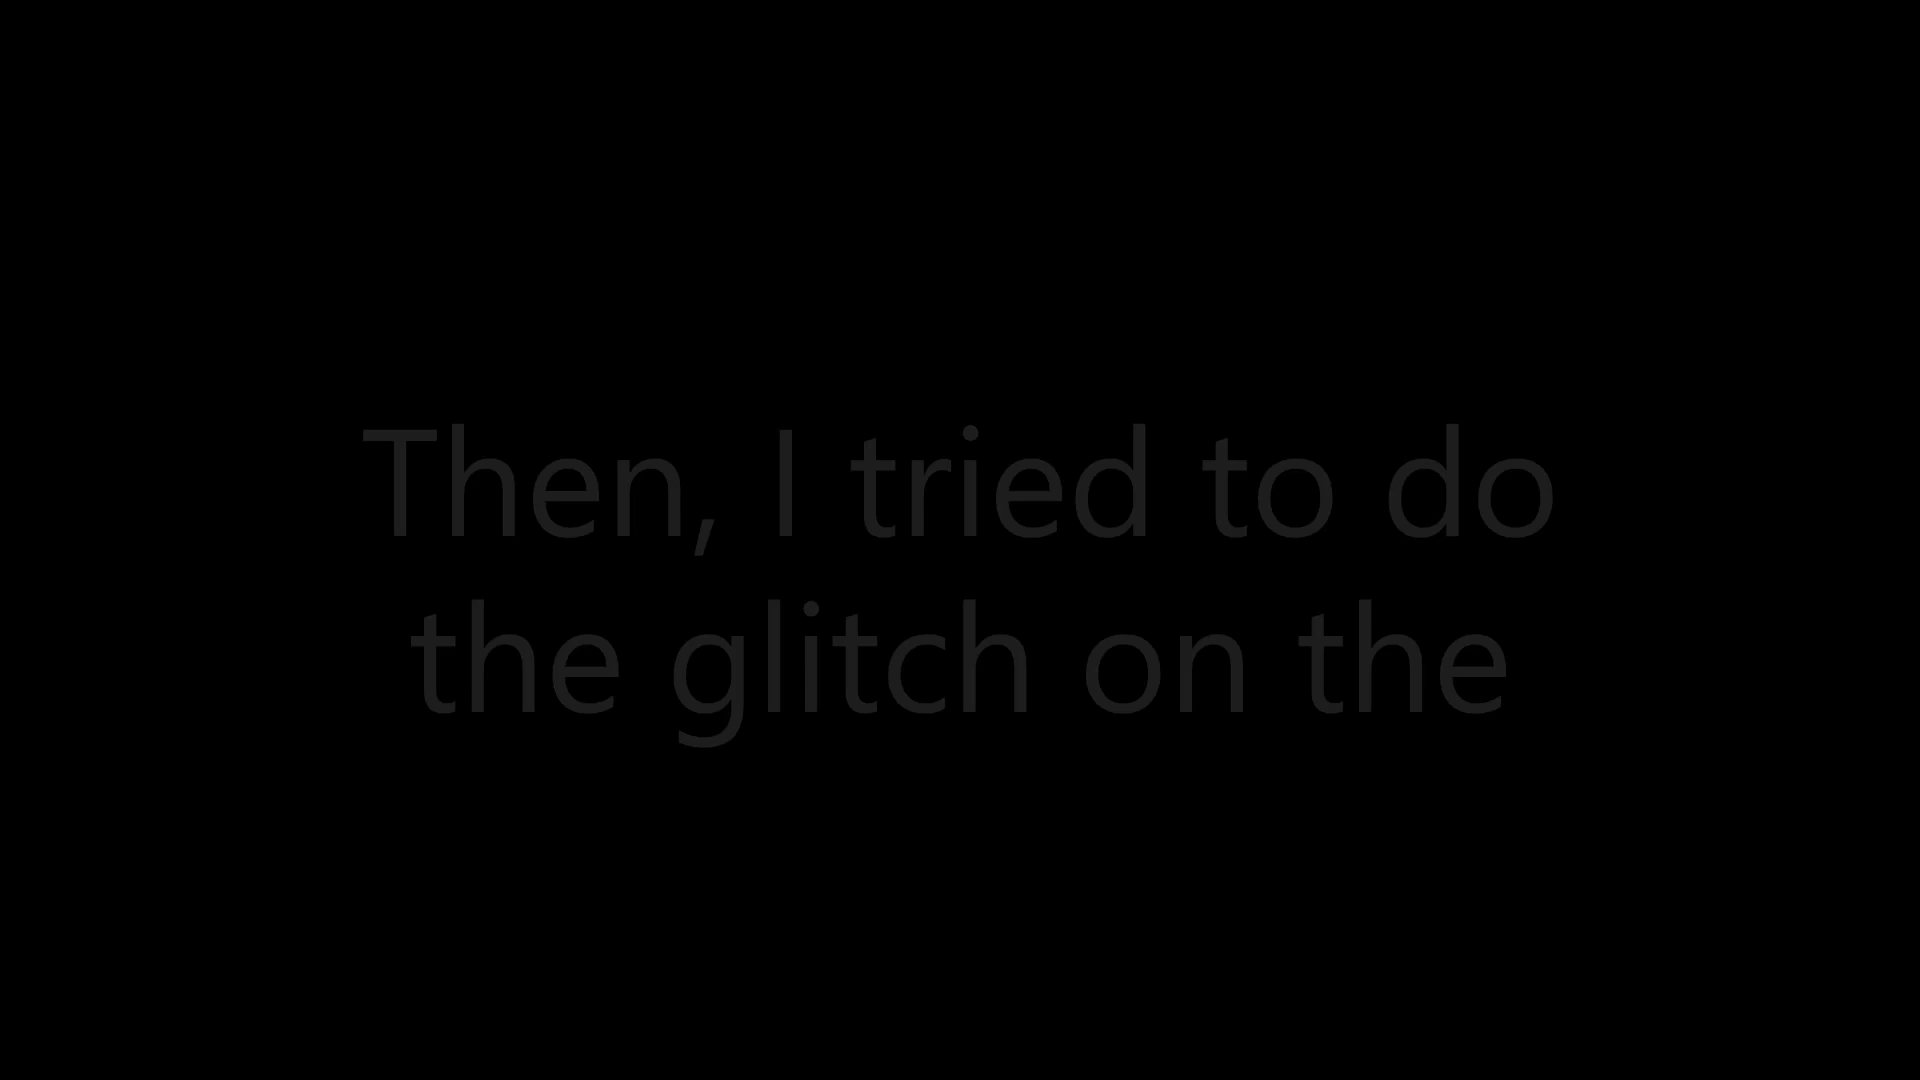 Then, I tried to do
the glitch on the